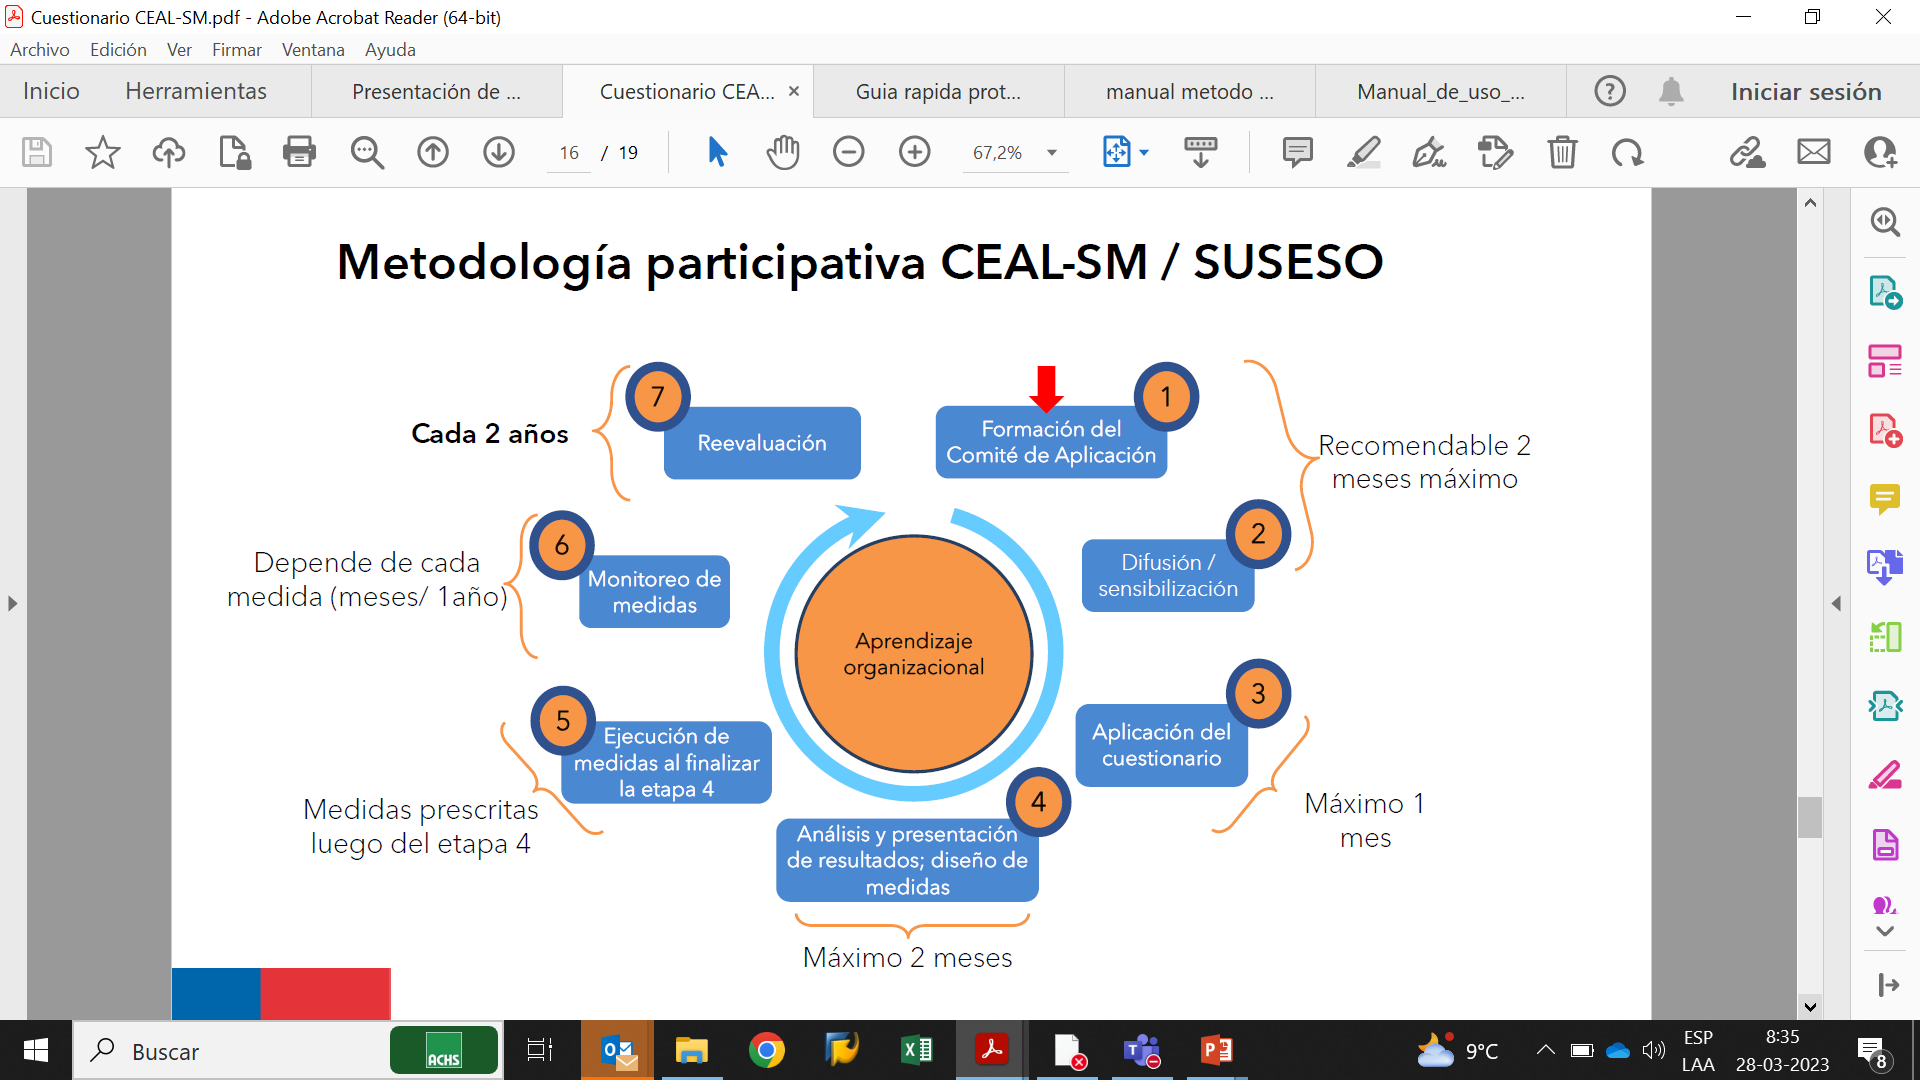 Cuestionario CEAL-SM.pdf - Adobe Acrobat Reader (64-bit)
Archivo Edición Ver Firmar Ventana Ayuda
Inicio Herramientas Presentación de ... Cuestionario CEA... × Guia rapida prot... manual metodo ... Manual_de_uso_... Iniciar sesión
16 / 19 67,2%
Metodología participativa CEAL-SM / SUSESO
7
Cada 2 años
Reevaluación
1
Formación del
Comité de Aplicación
Recomendable 2
meses máximo
2
Difusión /
sensibilización
6
Depende de cada
medida (meses/ 1año)
Monitoreo de
medidas
Aprendizaje
organizacional
3
Aplicación del
cuestionario
Máximo 1
mes
5
Ejecución de
medidas al finalizar
la etapa 4
Medidas prescritas
luego del etapa 4
4
Análisis y presentación
de resultados; diseño de
medidas
Máximo 2 meses
Buscar ACHS 9°C ESP 8:35
LAA 28-03-2023 8